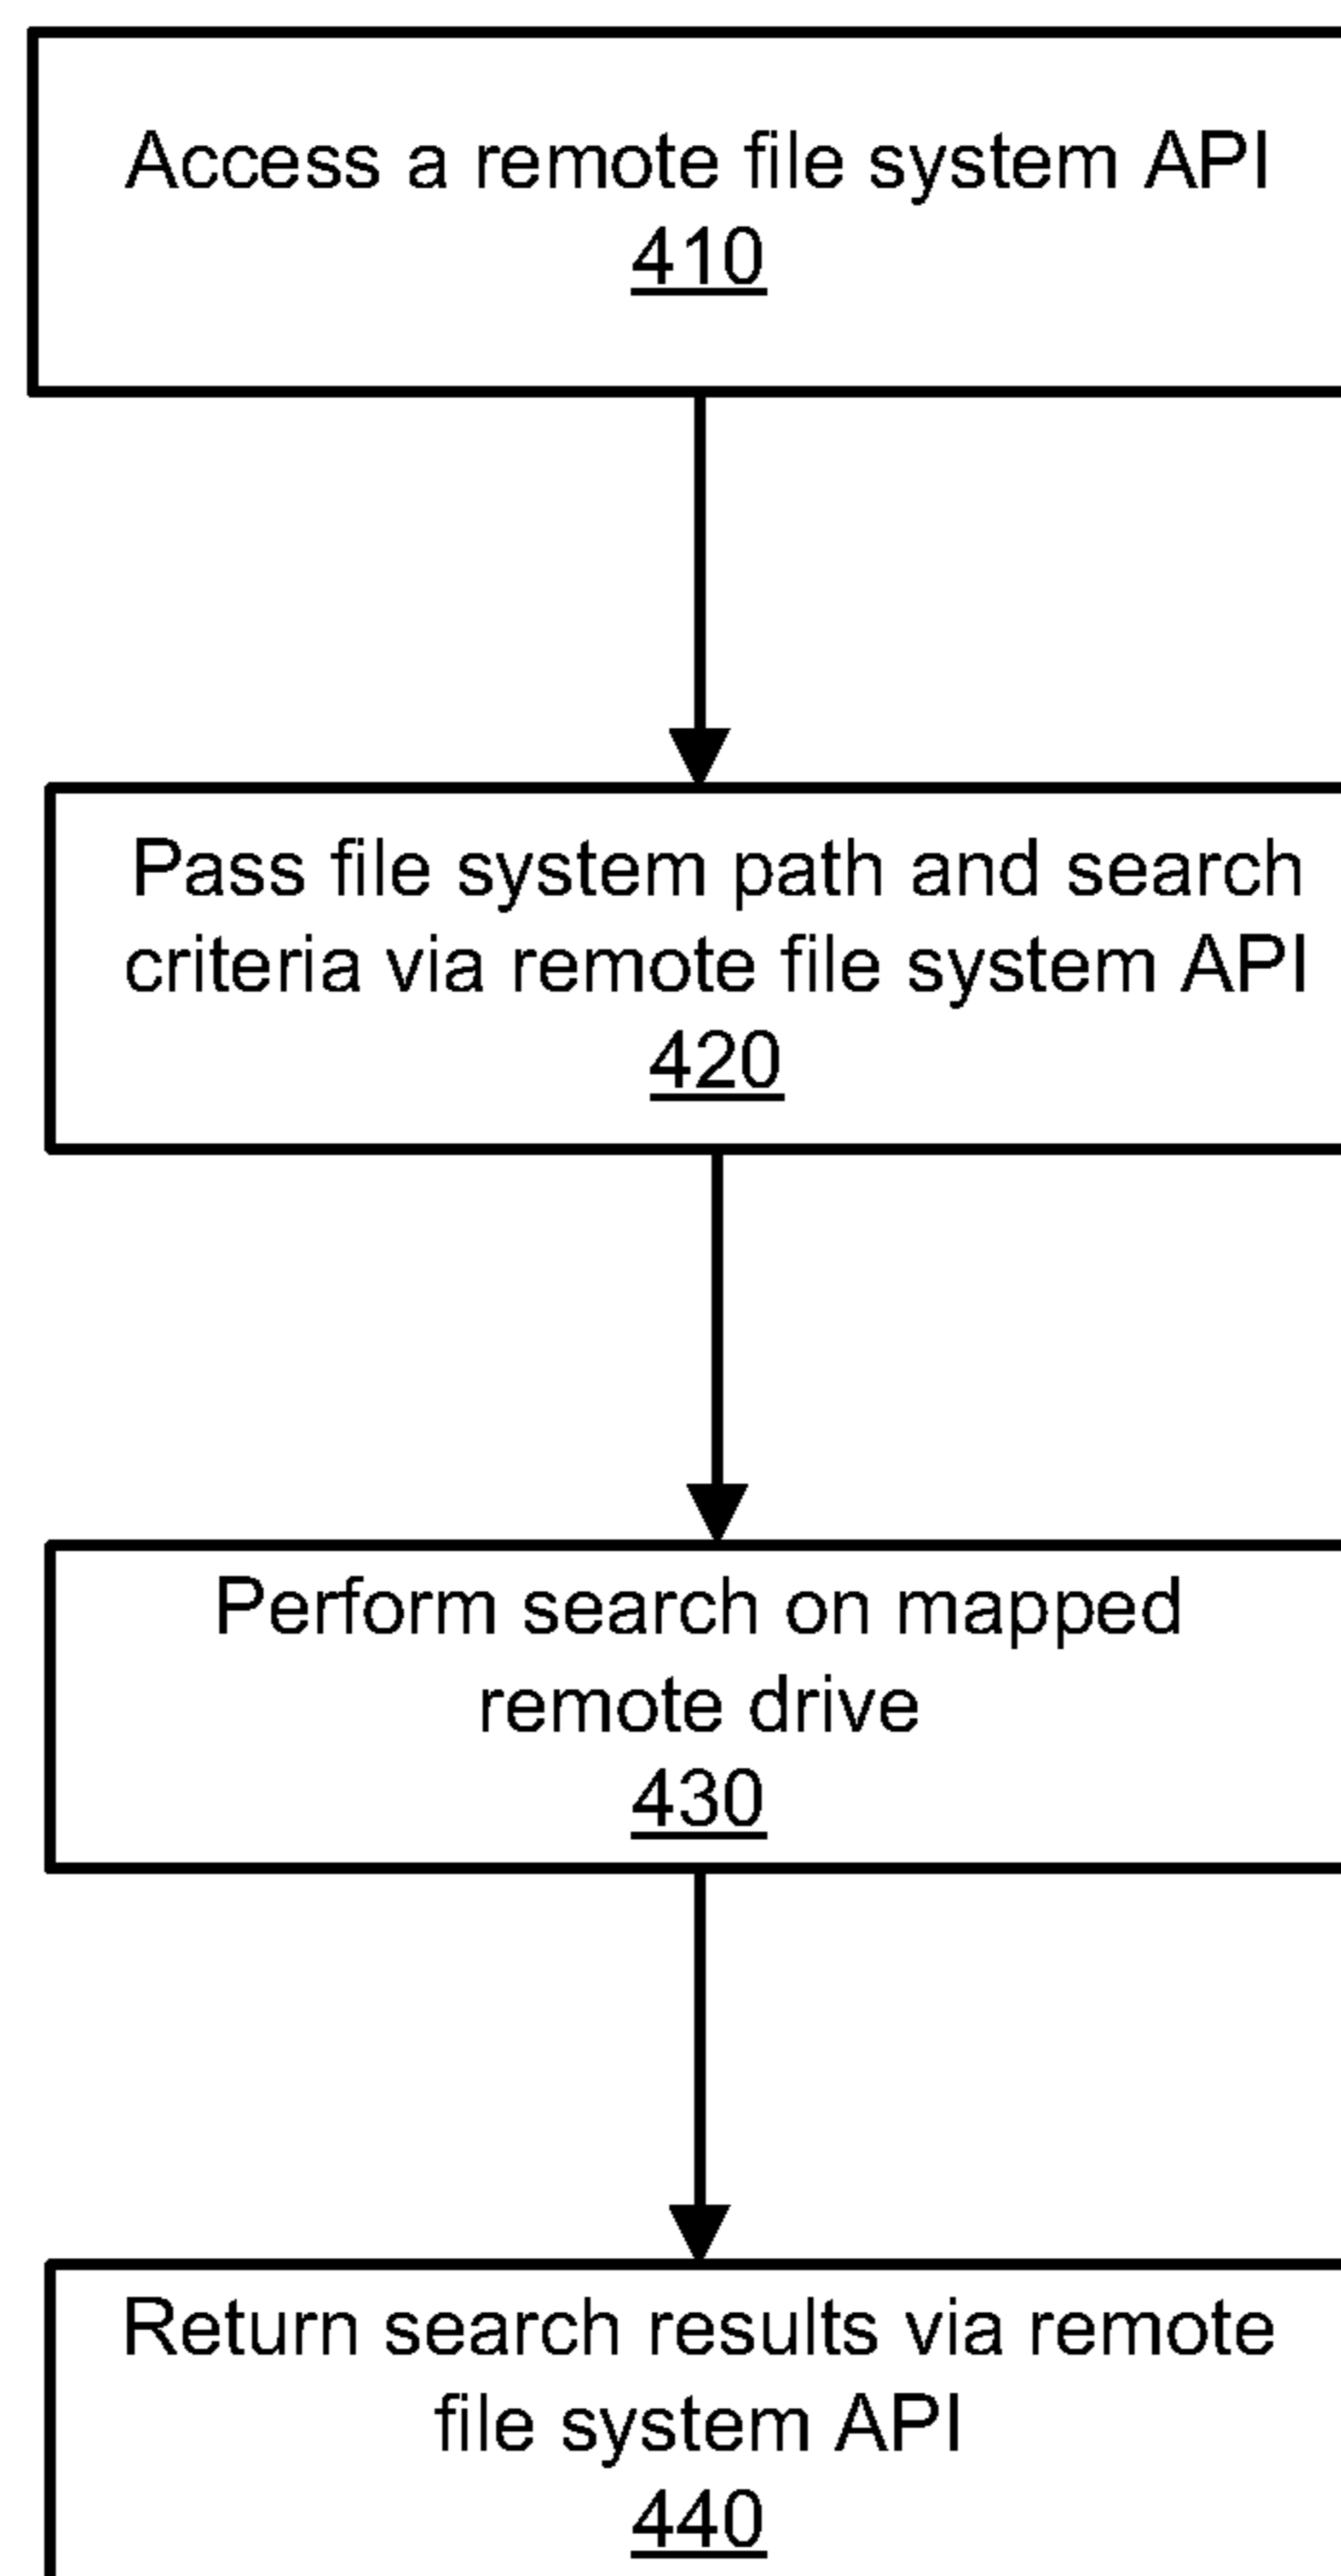 Access a remote file system API
410
Pass file system path and search
criteria via remote file system API
420
Perform search on mapped
remote drive
430
Return search results via remote
file system API
440